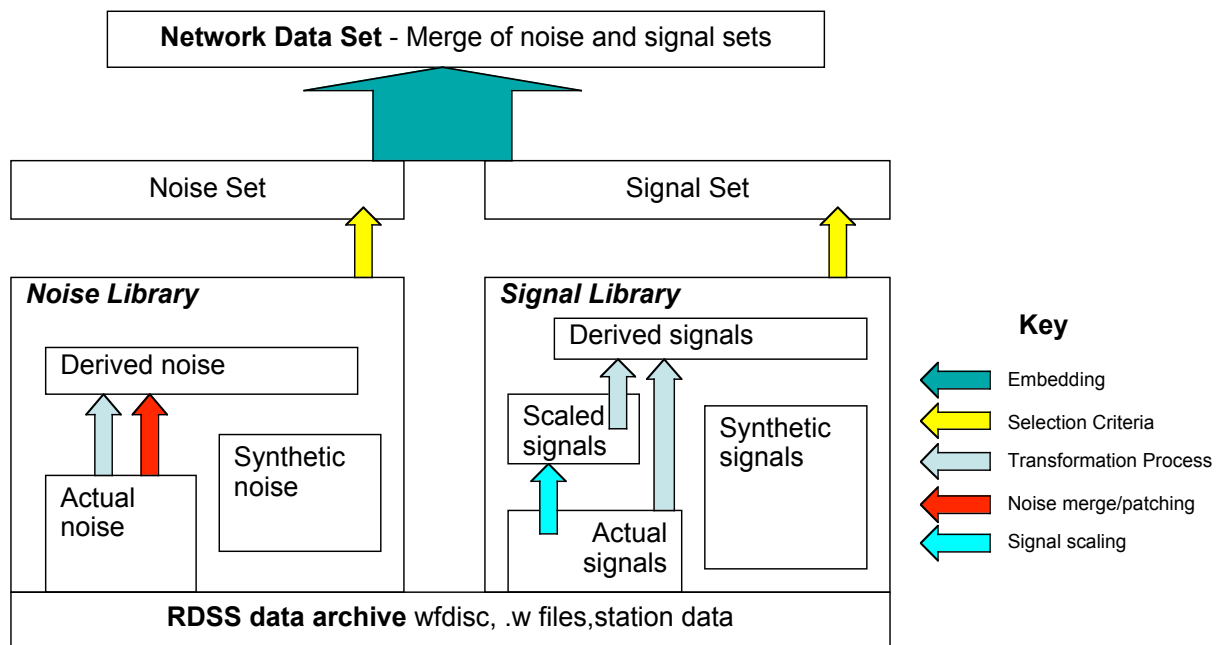 Network Data Set - Merge of noise and signal sets
Noise Set
Signal Set
Noise Library
Derived noise
Actual
noise
Synthetic
noise
Signal Library
Derived signals
Scaled
signals
Actual
signals
Synthetic
signals
RDSS data archive wfdisc, .w files,station data
Key
Embedding
Selection Criteria
Transformation Process
Noise merge/patching
Signal scaling